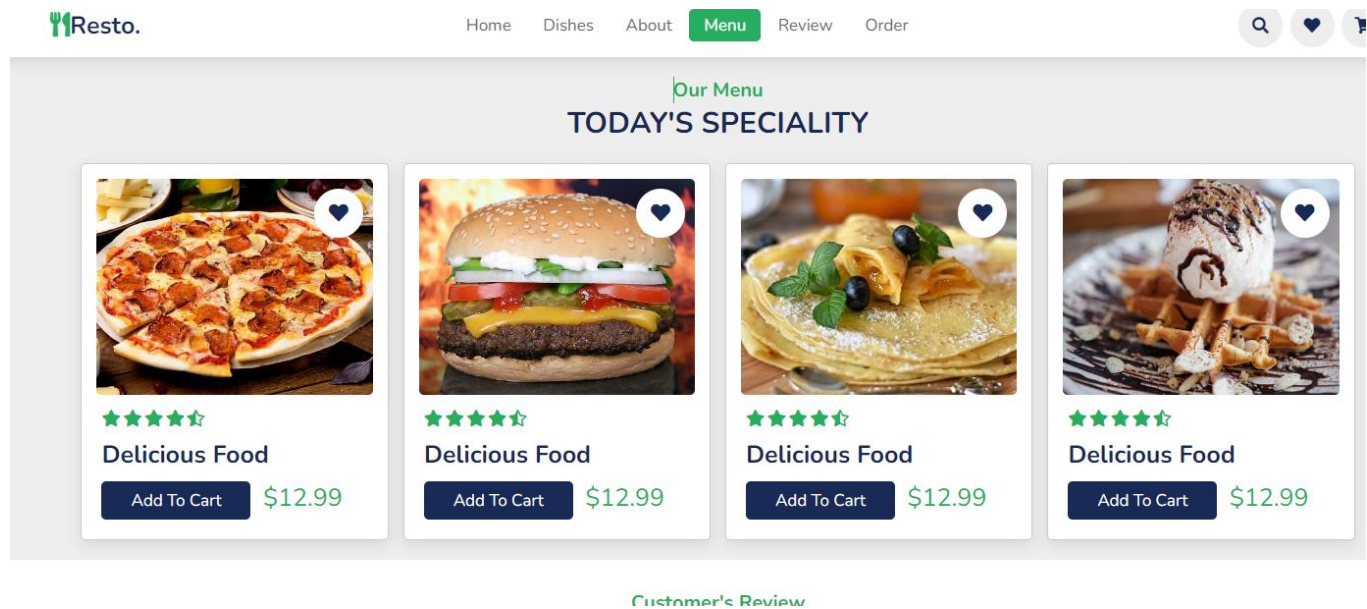 Resto.
Home Dishes About Menu Review Order
Our Menu
TODAY'S SPECIALITY
Delicious Food
Add To Cart $12.99
Delicious Food
Add To Cart $12.99
Delicious Food
Add To Cart $12.99
Delicious Food
Add To Cart $12.99
Customer's Review